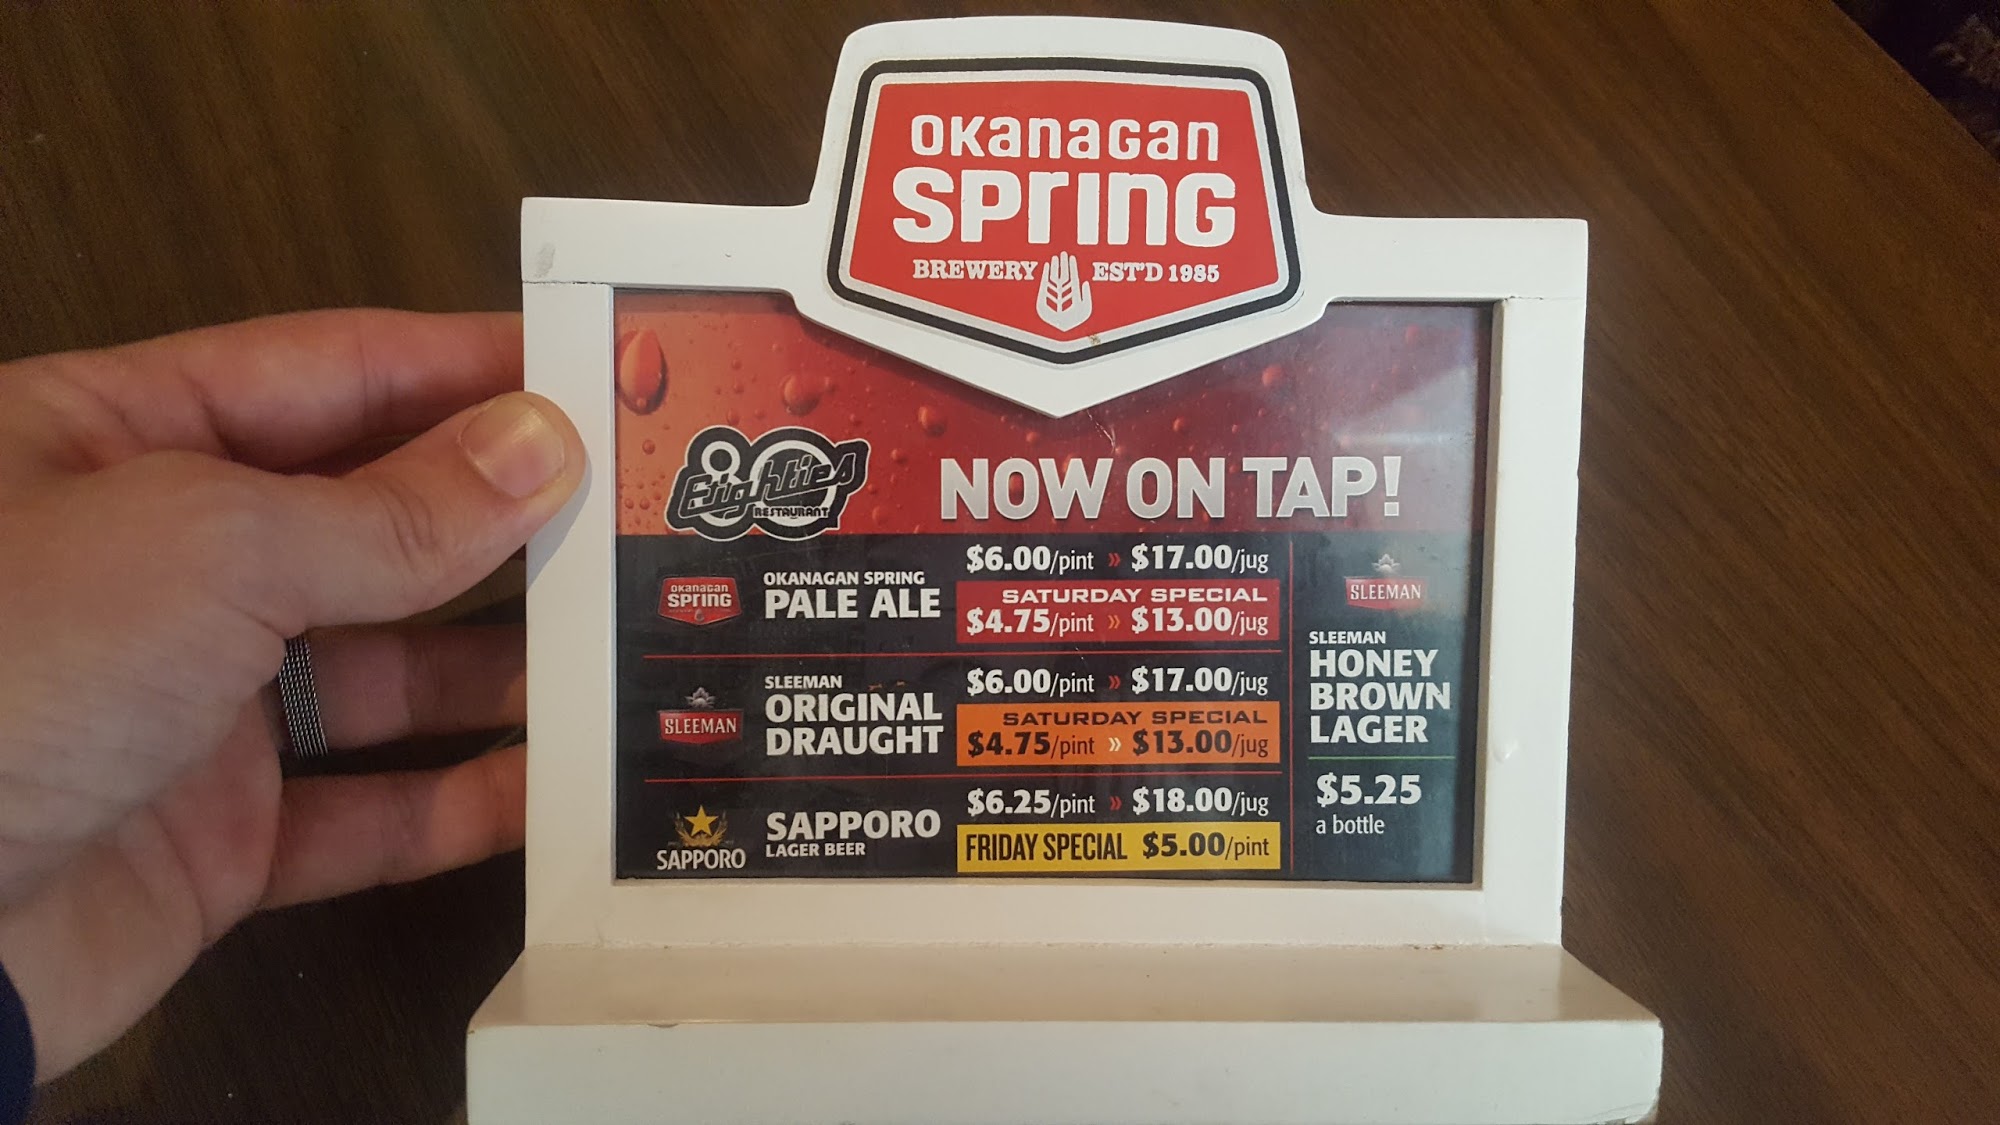 OKanaGan
SPrinG
BREWERY EST'D 1985
80
Eighties
RESTAURANT
NOW ON TAP!
OKanaGan
SPrinG
OKANAGAN SPRING
PALE ALE
$6.00/pint » $17.00/jug
SATURDAY SPECIAL
$4.75/pint » $13.00/jug
SLEEMAN
SLEEMAN
ORIGINAL
DRAUGHT
$6.00/pint » $17.00/jug
SATURDAY SPECIAL
$4.75/pint » $13.00/jug
SAPPORO
SAPPORO
LAGER BEER
$6.25/pint » $18.00/jug
FRIDAY SPECIAL $5.00/pint
SLEEMAN
SLEEMAN
HONEY
BROWN
LAGER
$5.25
a bottle